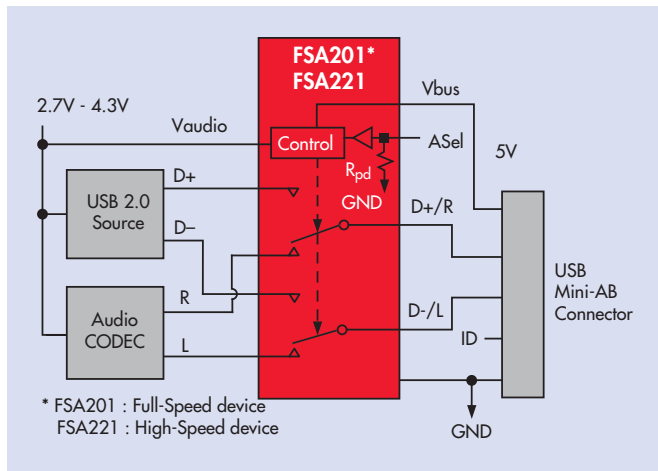 FSA201*
FSA221
Vbus
2.7V - 4.3V
Vaudio
Control
ASel
5V
Rpd
GND
D+
USB 2.0
Source
D–
D+/R
R
USB
Mini-AB
Connector
Audio
CODEC
D-/L
L
ID
* FSA201 : Full-Speed device
FSA221 : High-Speed device
GND